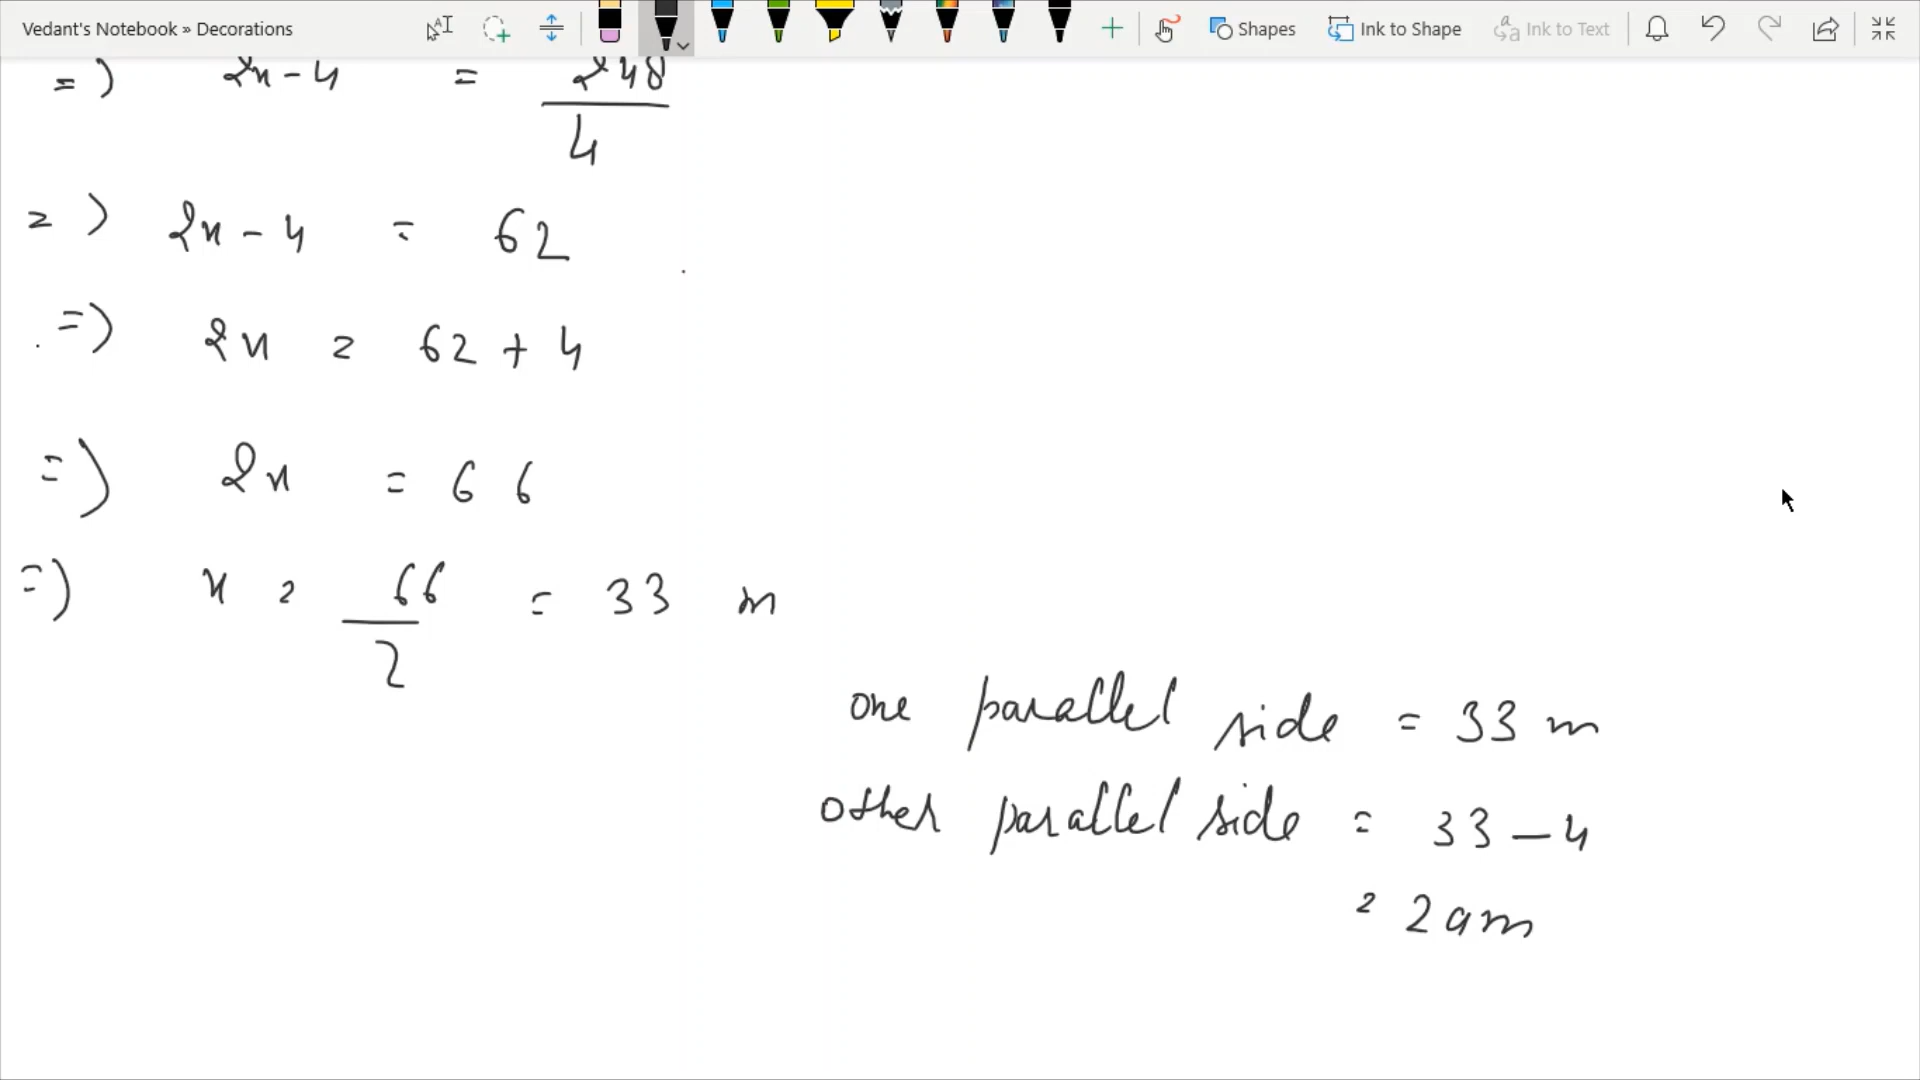 Vedant's Notebook » Decorations
Shapes
Ink to Shape
Ink to Text
=) 2x - 4 = 248
4
=) 2x - 4 = 62
=) 2x = 62 + 4
=) 2x = 66
=) x = 66 = 33 m
2
one parallel side = 33 m
other parallel side = 33 - 4
= 29m